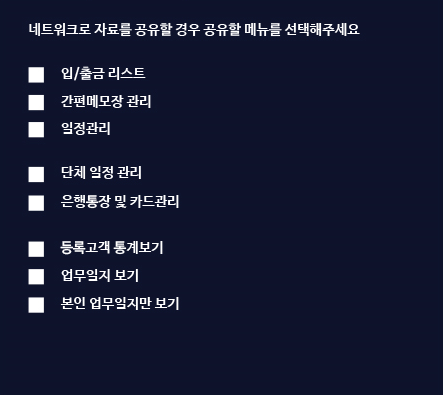 네트워크로 자료를 공유할 경우 공유할 메뉴를 선택해주세요
입/출금 리스트
간편메모장 관리
일정관리
단체 일정 관리
은행통장 및 카드관리
등록고객 통계보기
업무일지 보기
본인 업무일지만 보기